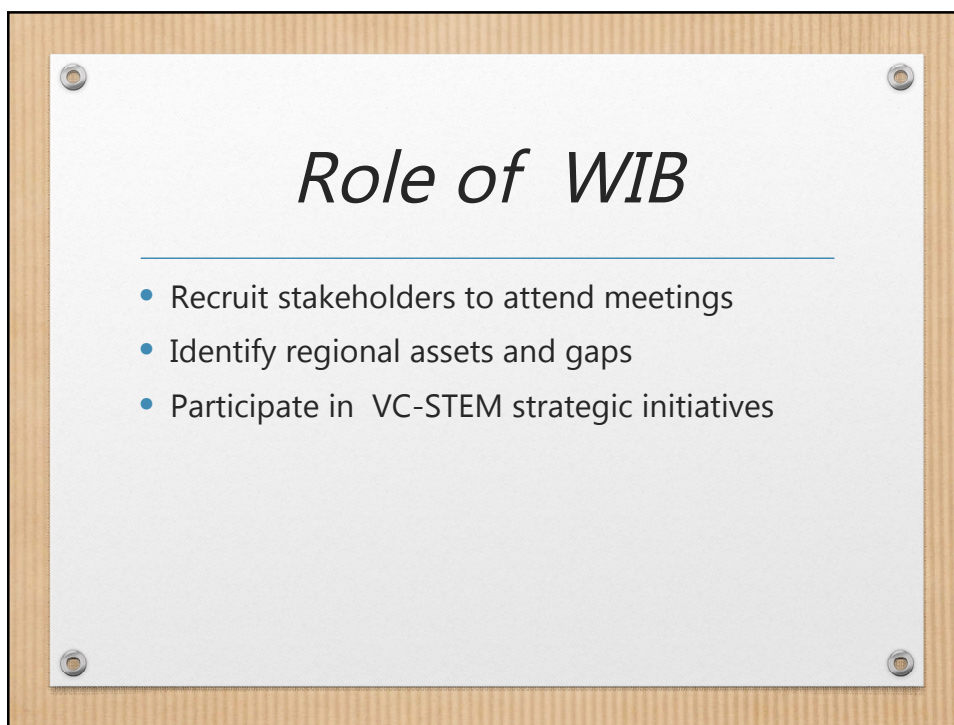 Role of WIB
• Recruit stakeholders to attend meetings
• Identify regional assets and gaps
• Participate in VC-STEM strategic initiatives